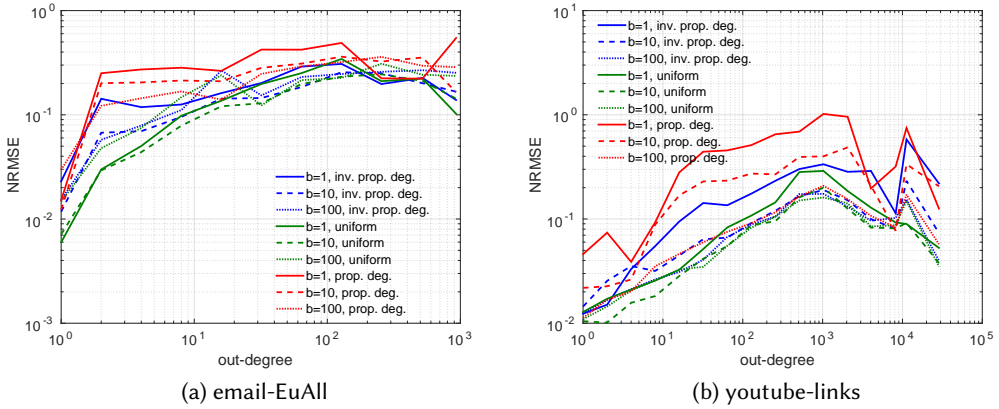 10^0
10^-1
10^-2
10^-3
NRMSE
10^0 10^1 10^2 10^3
out-degree
b=1, inv. prop. deg.
b=10, inv. prop. deg.
b=100, inv. prop. deg.
b=1, uniform
b=10, uniform
b=100, uniform
b=1, prop. deg.
b=10, prop. deg.
b=100, prop. deg.
(a) email-EuAll
10^1
10^0
10^-1
10^-2
NRMSE
10^0 10^1 10^2 10^3 10^4 10^5
out-degree
b=1, inv. prop. deg.
b=10, inv. prop. deg.
b=100, inv. prop. deg.
b=1, uniform
b=10, uniform
b=100, uniform
b=1, prop. deg.
b=10, prop. deg.
b=100, prop. deg.
(b) youtube-links